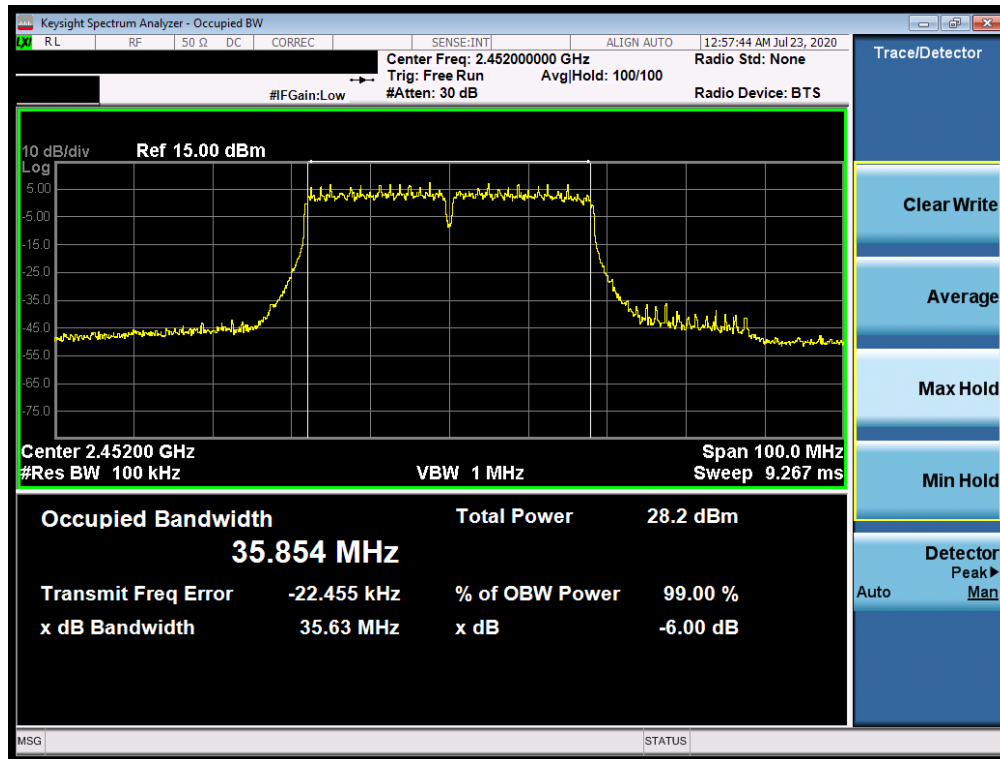 Keysight Spectrum Analyzer - Occupied BW
LXI RL RF 50 Ω DC CORREC SENSE:INT ALIGN AUTO 12:57:44 AM Jul 23, 2020
Center Freq: 2.452000000 GHz Radio Std: None
Trig: Free Run Avg|Hold: 100/100
#IFGain:Low #Atten: 30 dB Radio Device: BTS
10 dB/div Ref 15.00 dBm
Log
5.00
-5.00
-15.0
-25.0
-35.0
-45.0
-55.0
-65.0
-75.0
Center 2.45200 GHz Span 100.0 MHz
#Res BW 100 kHz VBW 1 MHz Sweep 9.267 ms
Occupied Bandwidth Total Power 28.2 dBm
35.854 MHz
Transmit Freq Error -22.455 kHz % of OBW Power 99.00 %
x dB Bandwidth 35.63 MHz x dB -6.00 dB
MSG STATUS
Trace/Detector
Clear Write
Average
Max Hold
Min Hold
Detector
Peak▶
Auto Man